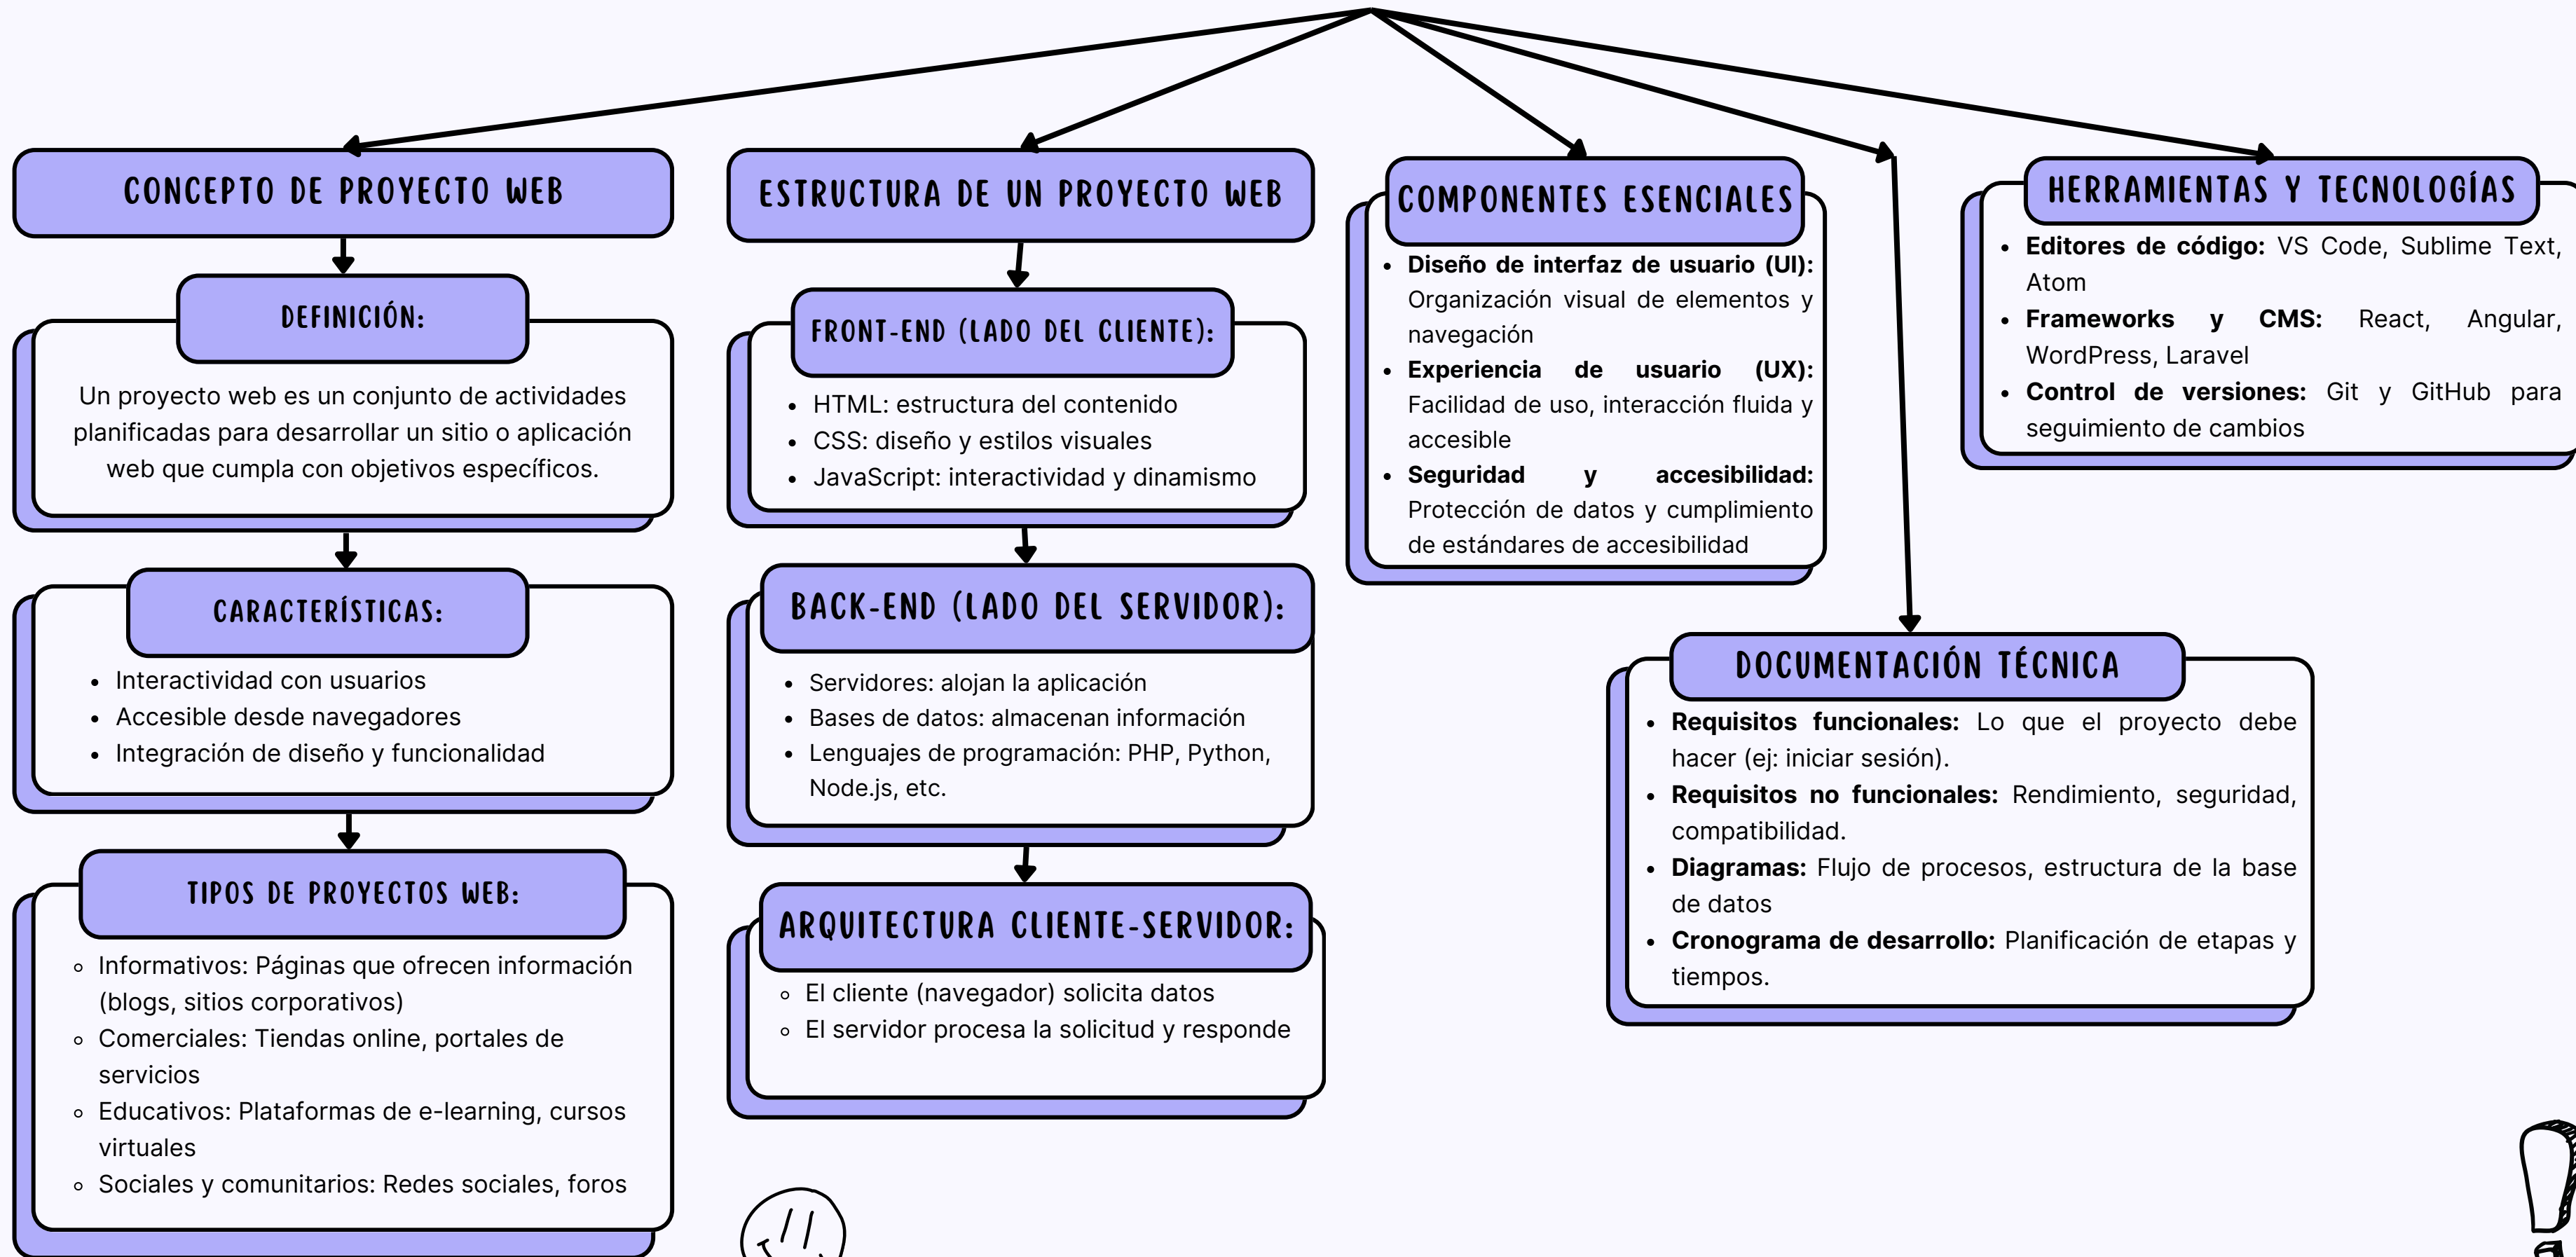 CONCEPTO DE PROYECTO WEB
DEFINICIÓN:
Un proyecto web es un conjunto de actividades
planificadas para desarrollar un sitio o aplicación
web que cumpla con objetivos específicos.
CARACTERÍSTICAS:
• Interactividad con usuarios
• Accesible desde navegadores
• Integración de diseño y funcionalidad
TIPOS DE PROYECTOS WEB:
◦ Informativos: Páginas que ofrecen información
(blogs, sitios corporativos)
◦ Comerciales: Tiendas online, portales de
servicios
◦ Educativos: Plataformas de e-learning, cursos
virtuales
◦ Sociales y comunitarios: Redes sociales, foros
ESTRUCTURA DE UN PROYECTO WEB
FRONT-END (LADO DEL CLIENTE):
• HTML: estructura del contenido
• CSS: diseño y estilos visuales
• JavaScript: interactividad y dinamismo
BACK-END (LADO DEL SERVIDOR):
• Servidores: alojan la aplicación
• Bases de datos: almacenan información
• Lenguajes de programación: PHP, Python,
Node.js, etc.
ARQUITECTURA CLIENTE-SERVIDOR:
◦ El cliente (navegador) solicita datos
◦ El servidor procesa la solicitud y responde
COMPONENTES ESENCIALES
• Diseño de interfaz de usuario (UI):
Organización visual de elementos y
navegación
• Experiencia de usuario (UX):
Facilidad de uso, interacción fluida y
accesible
• Seguridad y accesibilidad:
Protección de datos y cumplimiento
de estándares de accesibilidad
DOCUMENTACIÓN TÉCNICA
• Requisitos funcionales: Lo que el proyecto debe
hacer (ej: iniciar sesión).
• Requisitos no funcionales: Rendimiento, seguridad,
compatibilidad.
• Diagramas: Flujo de procesos, estructura de la base
de datos
• Cronograma de desarrollo: Planificación de etapas y
tiempos.
HERRAMIENTAS Y TECNOLOGÍAS
• Editores de código: VS Code, Sublime Text,
Atom
• Frameworks y CMS: React, Angular,
WordPress, Laravel
• Control de versiones: Git y GitHub para
seguimiento de cambios